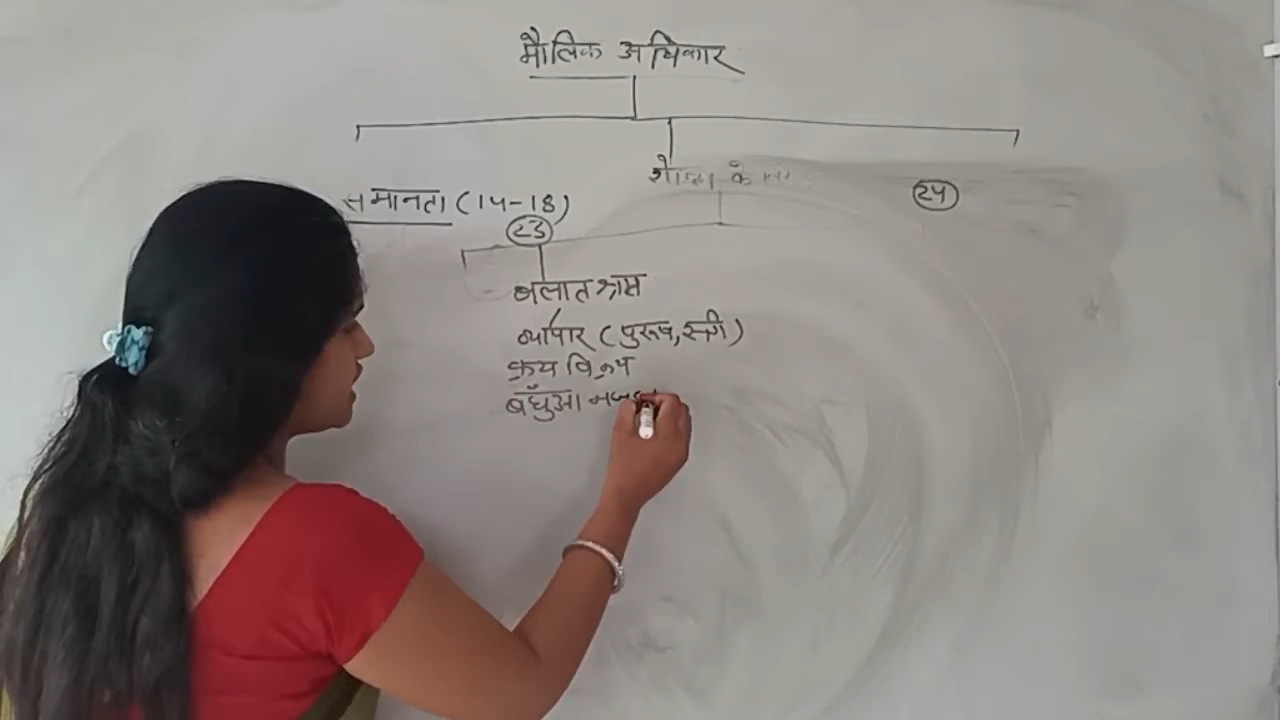 मौलिक अधिकार
के
समानता (14-18)
23
24
बलात श्रम
व्यापार (पुरूष, स्त्री)
क्रय विक्रय
बँधुआ